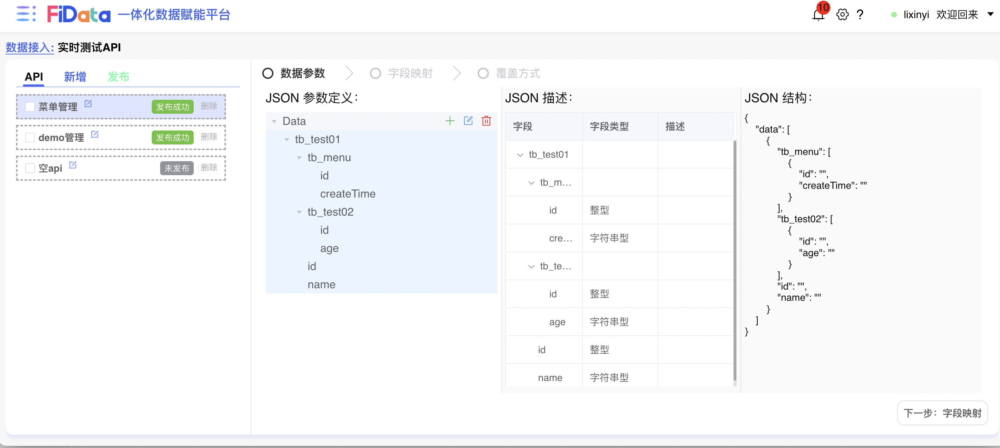 FiData 一体化数据赋能平台
10
?
lixinyi 欢迎回来
数据接入: 实时测试API
API 新增 发布
菜单管理 发布成功 删除
demo管理 发布成功 删除
空api 未发布 删除
数据参数 字段映射 覆盖方式
JSON 参数定义：
Data
tb_test01
tb_menu
id
createTime
tb_test02
id
age
id
name
JSON 描述：
字段 字段类型 描述
tb_test01
tb_m...
id 整型
cre... 字符串型
tb_te...
id 整型
age 字符串型
id 整型
name 字符串型
JSON 结构：
{
"data": [
{
"tb_menu": [
{
"id": "",
"createTime": ""
}
],
"tb_test02": [
{
"id": "",
"age": ""
}
],
"id": "",
"name": ""
}
]
}
下一步：字段映射